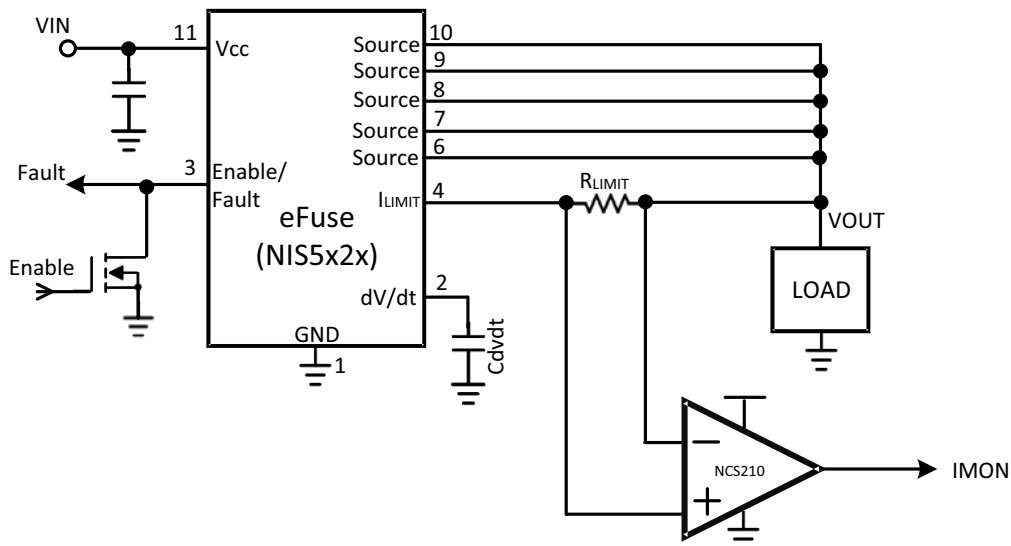 VIN
11
Vcc
Source
10
Source
9
Source
8
Source
7
Source
6
Fault
3
Enable/
Fault
ILIMIT
4
RLIMIT
eFuse
(NIS5x2x)
VOUT
Enable
LOAD
dV/dt
2
Cdvdt
GND
1
−
NCS210
+
IMON